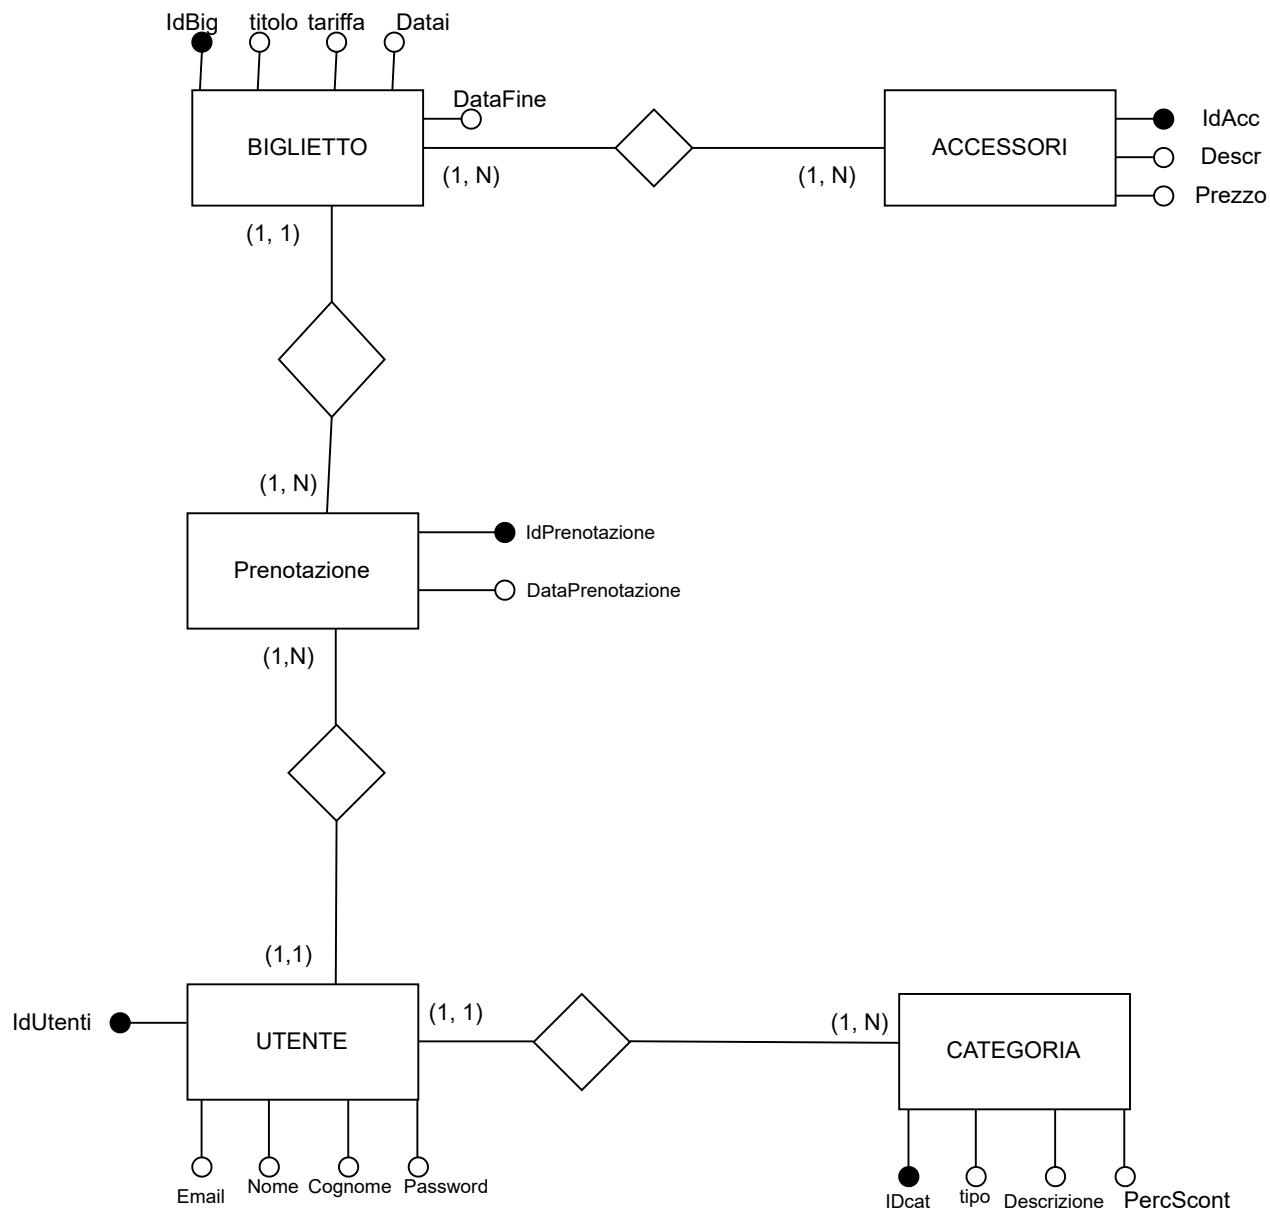 IdBig titolo tariffa Datai
DataFine
BIGLIETTO
ACCESSORI
IdAcc
Descr
Prezzo
(1, N)
(1, N)
(1, 1)
(1, N)
Prenotazione
IdPrenotazione
DataPrenotazione
(1,N)
(1,1)
IdUtenti
UTENTE
(1, 1)
(1, N)
CATEGORIA
Email
Nome
Cognome
Password
IDcat
tipo
Descrizione
PercScont